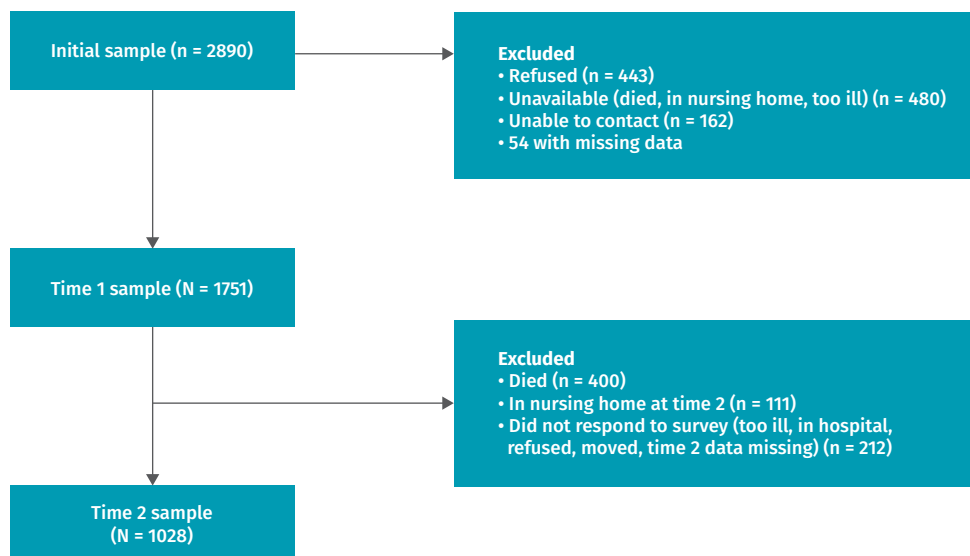 Initial sample (n = 2890)
Excluded
• Refused (n = 443)
• Unavailable (died, in nursing home, too ill) (n = 480)
• Unable to contact (n = 162)
• 54 with missing data
Time 1 sample (N = 1751)
Excluded
• Died (n = 400)
• In nursing home at time 2 (n = 111)
• Did not respond to survey (too ill, in hospital,
refused, moved, time 2 data missing) (n = 212)
Time 2 sample
(N = 1028)